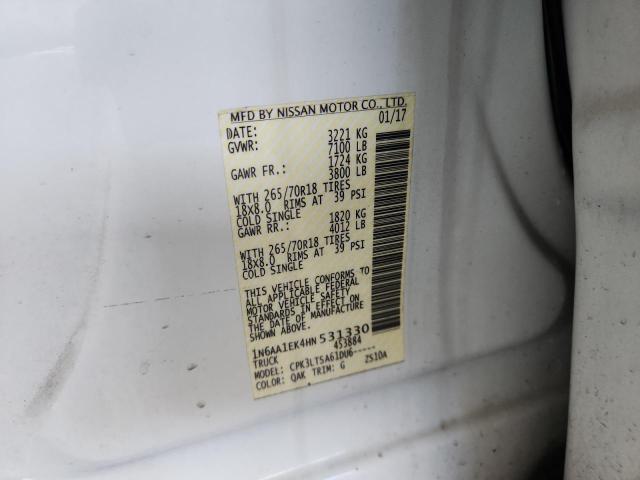 MFD BY NISSAN MOTOR CO., LTD.
DATE: 01/17
GVWR: 3221 KG
7100 LB
GAWR FR.: 1724 KG
3800 LB
WITH 265/70R18 TIRES
18X8.0 RIMS AT 39 PSI
COLD SINGLE
GAWR RR.: 1820 KG
4012 LB
WITH 265/70R18 TIRES
18X8.0 RIMS AT 39 PSI
COLD SINGLE
THIS VEHICLE CONFORMS TO
ALL APPLICABLE FEDERAL
MOTOR VEHICLE SAFETY
STANDARDS IN EFFECT ON
THE DATE OF MANUFACTURE
SHOWN ABOVE.
1N6AA1EK4HN 531330
TRUCK 453884
MODEL: CPK3LTSA61DU6-----
COLOR: QAK TRIM: G ZS10A